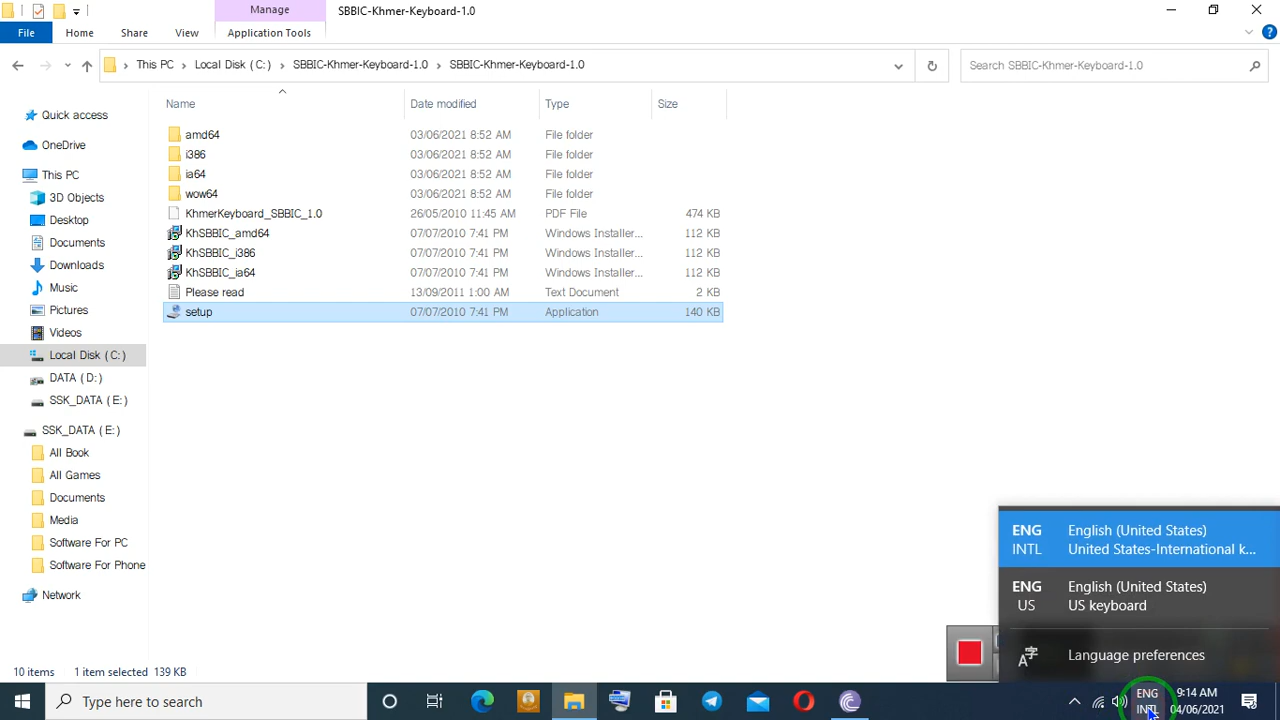 Manage
SBBIC-Khmer-Keyboard-1.0
File
Home
Share
View
Application Tools
This PC
Local Disk (C:)
SBBIC-Khmer-Keyboard-1.0
SBBIC-Khmer-Keyboard-1.0
Search SBBIC-Khmer-Keyboard-1.0
Name
Date modified
Type
Size
Quick access
OneDrive
This PC
3D Objects
Desktop
Documents
Downloads
Music
Pictures
Videos
Local Disk (C:)
DATA (D:)
SSK_DATA (E:)
SSK_DATA (E:)
All Book
All Games
Documents
Media
Software For PC
Software For Phone
Network
amd64 03/06/2021 8:52 AM File folder
i386 03/06/2021 8:52 AM File folder
ia64 03/06/2021 8:52 AM File folder
wow64 03/06/2021 8:52 AM File folder
KhmerKeyboard_SBBIC_1.0 26/05/2010 11:45 AM PDF File 474 KB
KhSBBIC_amd64 07/07/2010 7:41 PM Windows Installer... 112 KB
KhSBBIC_i386 07/07/2010 7:41 PM Windows Installer... 112 KB
KhSBBIC_ia64 07/07/2010 7:41 PM Windows Installer... 112 KB
Please read 13/09/2011 1:00 AM Text Document 2 KB
setup 07/07/2010 7:41 PM Application 140 KB
ENG English (United States)
INTL United States-International k...
ENG English (United States)
US US keyboard
Language preferences
10 items 1 item selected 139 KB
Type here to search
ENG
INTL
9:14 AM
04/06/2021